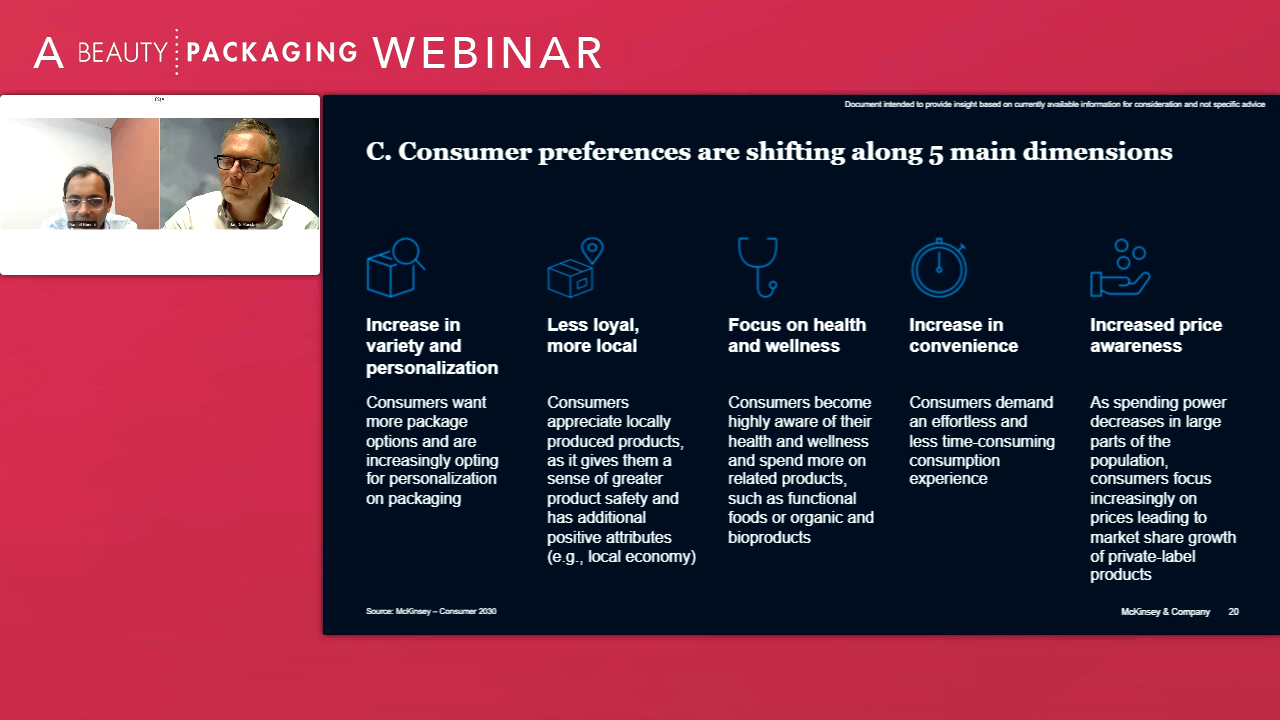 A BEAUTY PACKAGING WEBINAR
Document intended to provide insight based on currently available information for consideration and not specific advice
C. Consumer preferences are shifting along 5 main dimensions
Increase in
variety and
personalization
Consumers want
more package
options and are
increasingly opting
for personalization
on packaging
Less loyal,
more local
Consumers
appreciate locally
produced products,
as it gives them a
sense of greater
product safety and
has additional
positive attributes
(e.g., local economy)
Focus on health
and wellness
Consumers become
highly aware of their
health and wellness
and spend more on
related products,
such as functional
foods or organic and
bioproducts
Increase in
convenience
Consumers demand
an effortless and
less time-consuming
consumption
experience
Increased price
awareness
As spending power
decreases in large
parts of the
population,
consumers focus
increasingly on
prices leading to
market share growth
of private-label
products
Source: McKinsey – Consumer 2030
McKinsey & Company 20